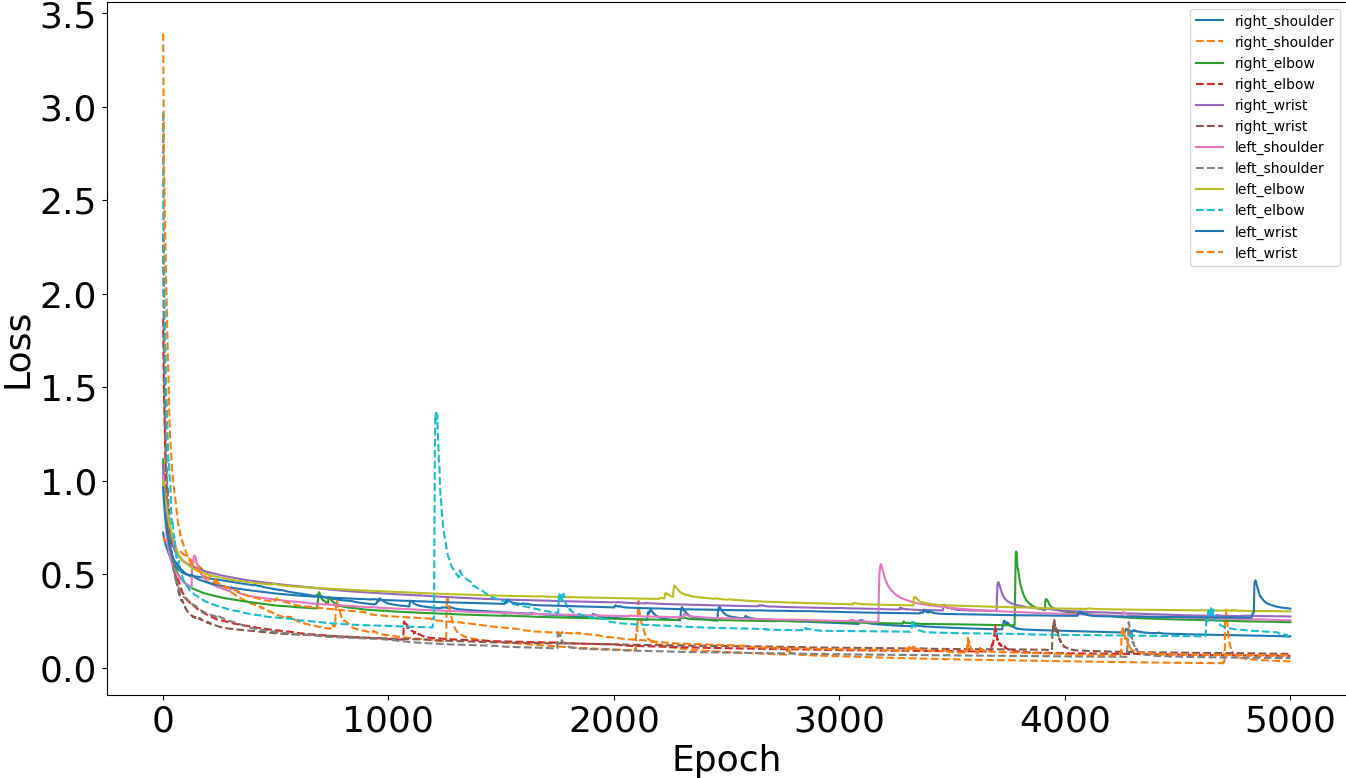 3.5
3.0
2.5
2.0
1.5
1.0
0.5
0.0
Loss
0 1000 2000 3000 4000 5000
Epoch
right_shoulder
right_shoulder
right_elbow
right_elbow
right_wrist
right_wrist
left_shoulder
left_shoulder
left_elbow
left_elbow
left_wrist
left_wrist